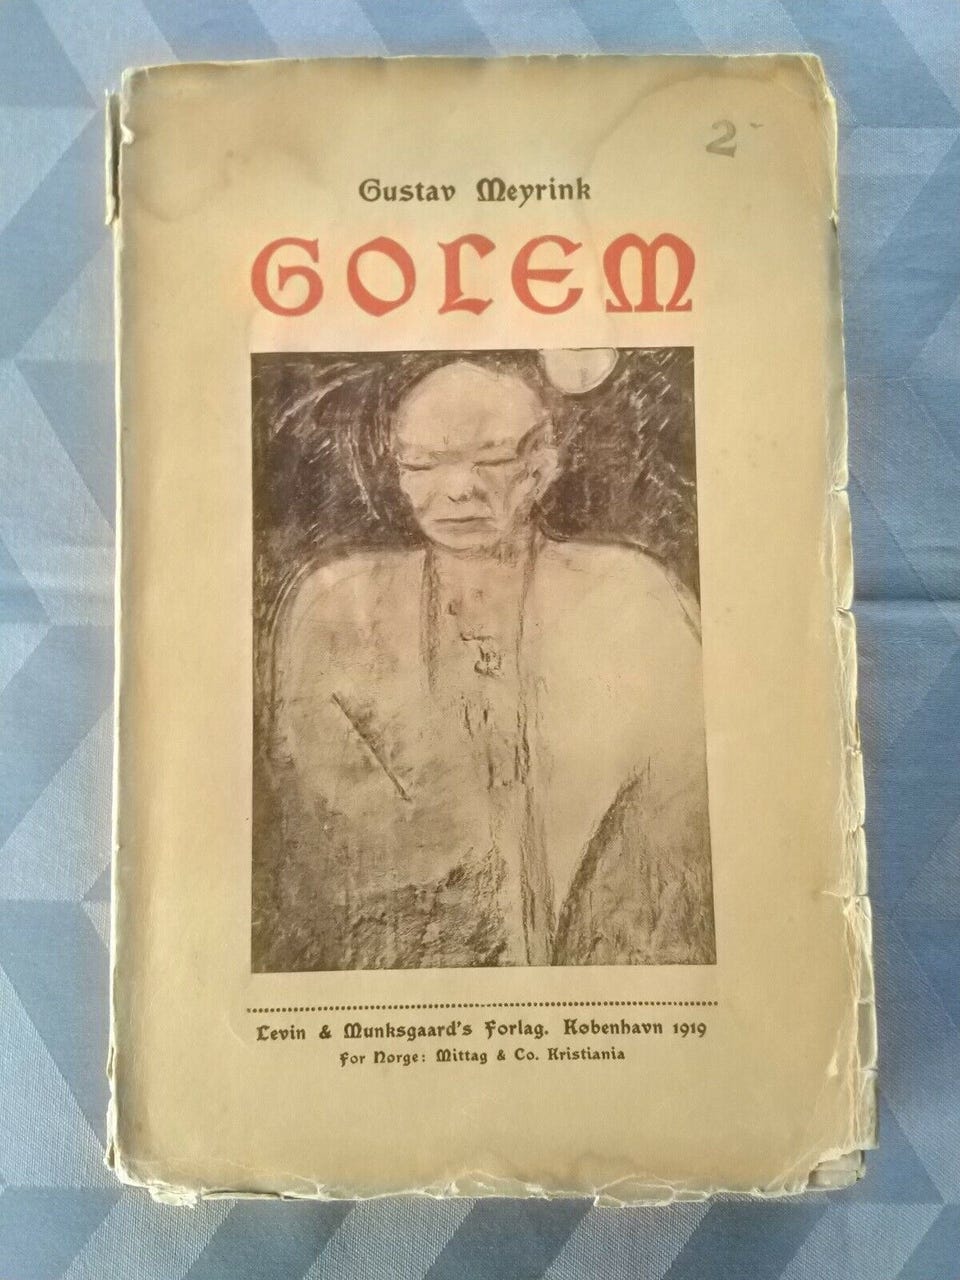 2-
Gustav Meyrink
GOLEM
Levin & Munksgaard's Forlag. København 1919
For Norge: Mittag & Co. Kristiania